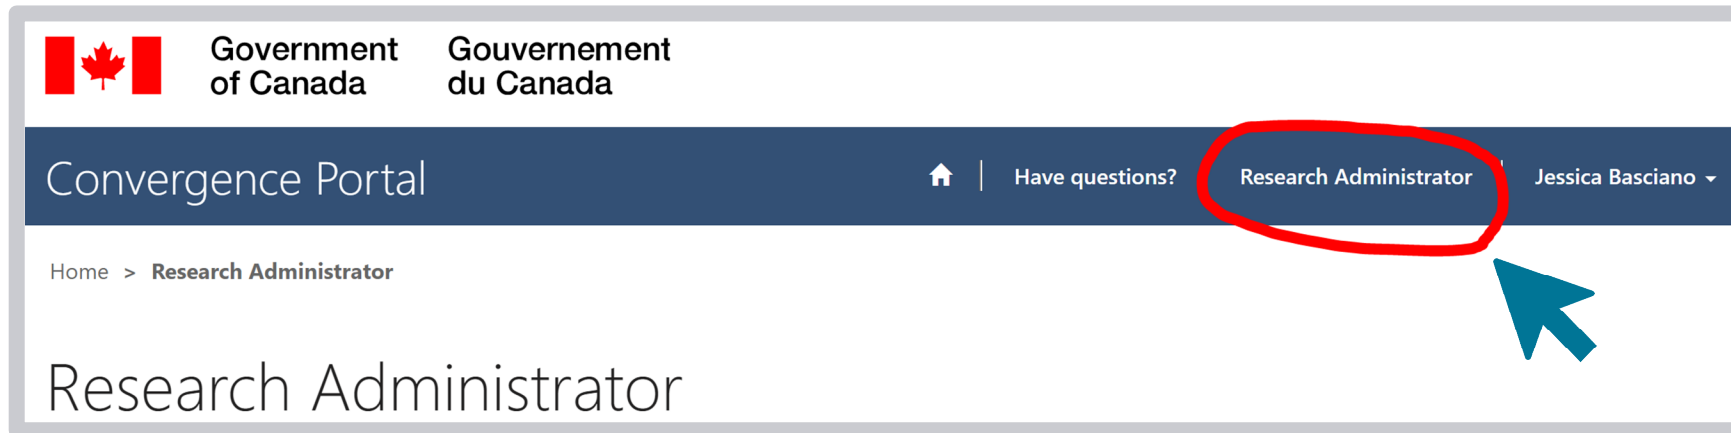 Government of Canada
Gouvernement du Canada
Convergence Portal
Have questions?
Research Administrator
Jessica Basciano
Home > Research Administrator
Research Administrator